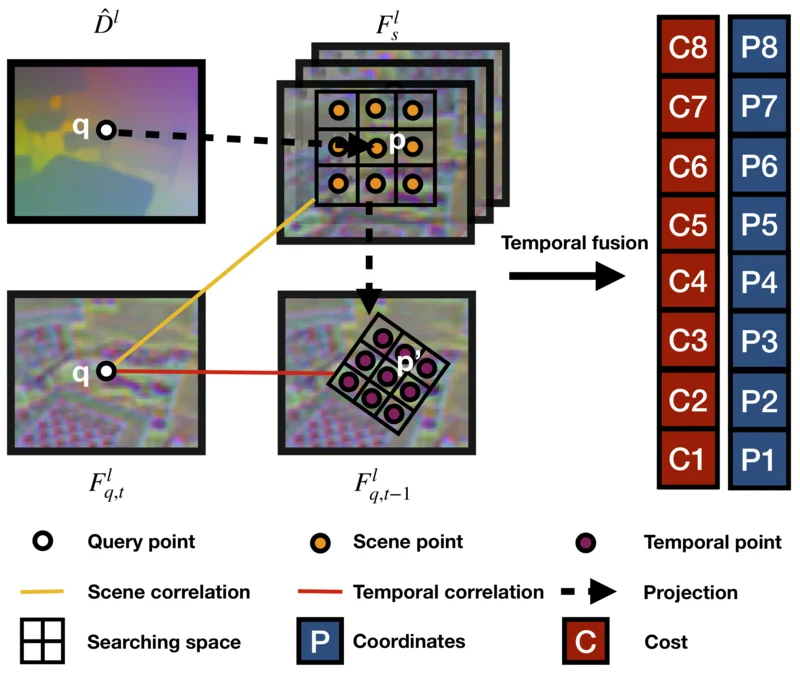 D̂^l
F_s^l
q
p
Temporal fusion
q
p'
F_{q,t}^l
F_{q,t−1}^l
C8 P8
C7 P7
C6 P6
C5 P5
C4 P4
C3 P3
C2 P2
C1 P1
Query point
Scene point
Temporal point
Scene correlation
Temporal correlation
Projection
Searching space
P Coordinates
C Cost